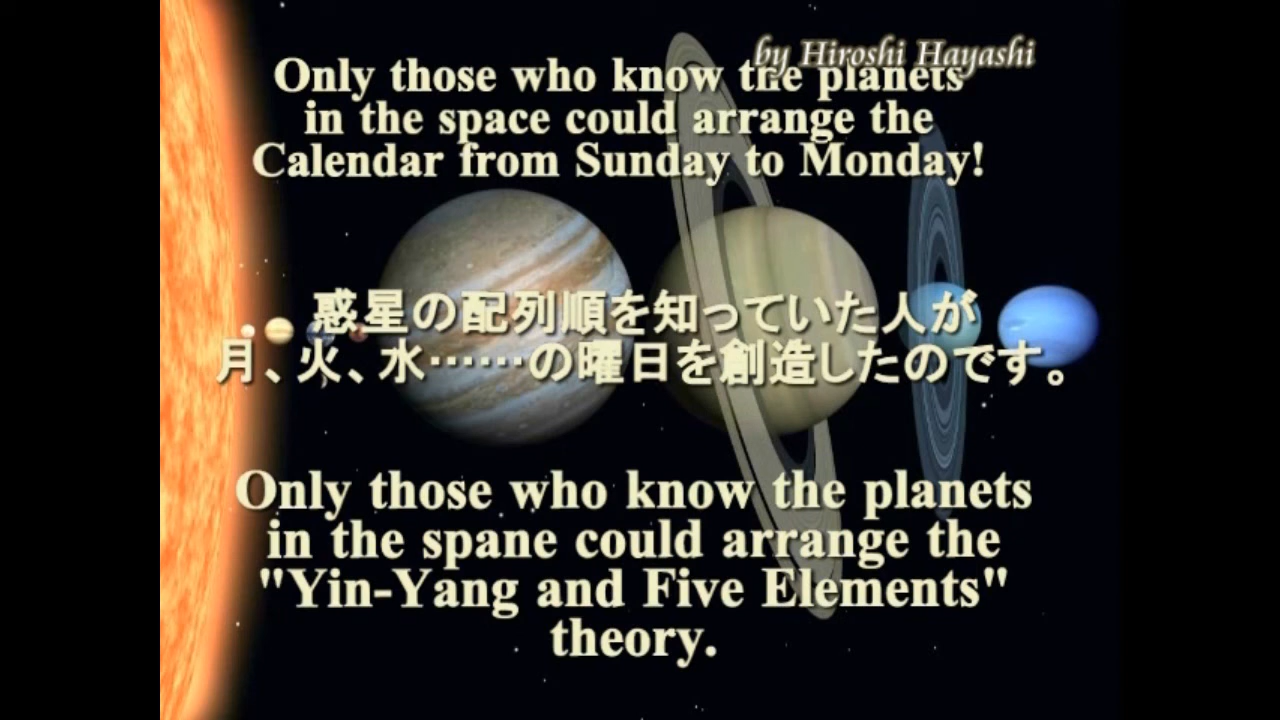 by Hiroshi Hayashi
Only those who know the planets
in the space could arrange the
Calendar from Sunday to Monday!
惑星の配列順を知っていた人が
月、火、水……の曜日を創造したのです。
Only those who know the planets
in the spane could arrange the
"Yin-Yang and Five Elements"
theory.